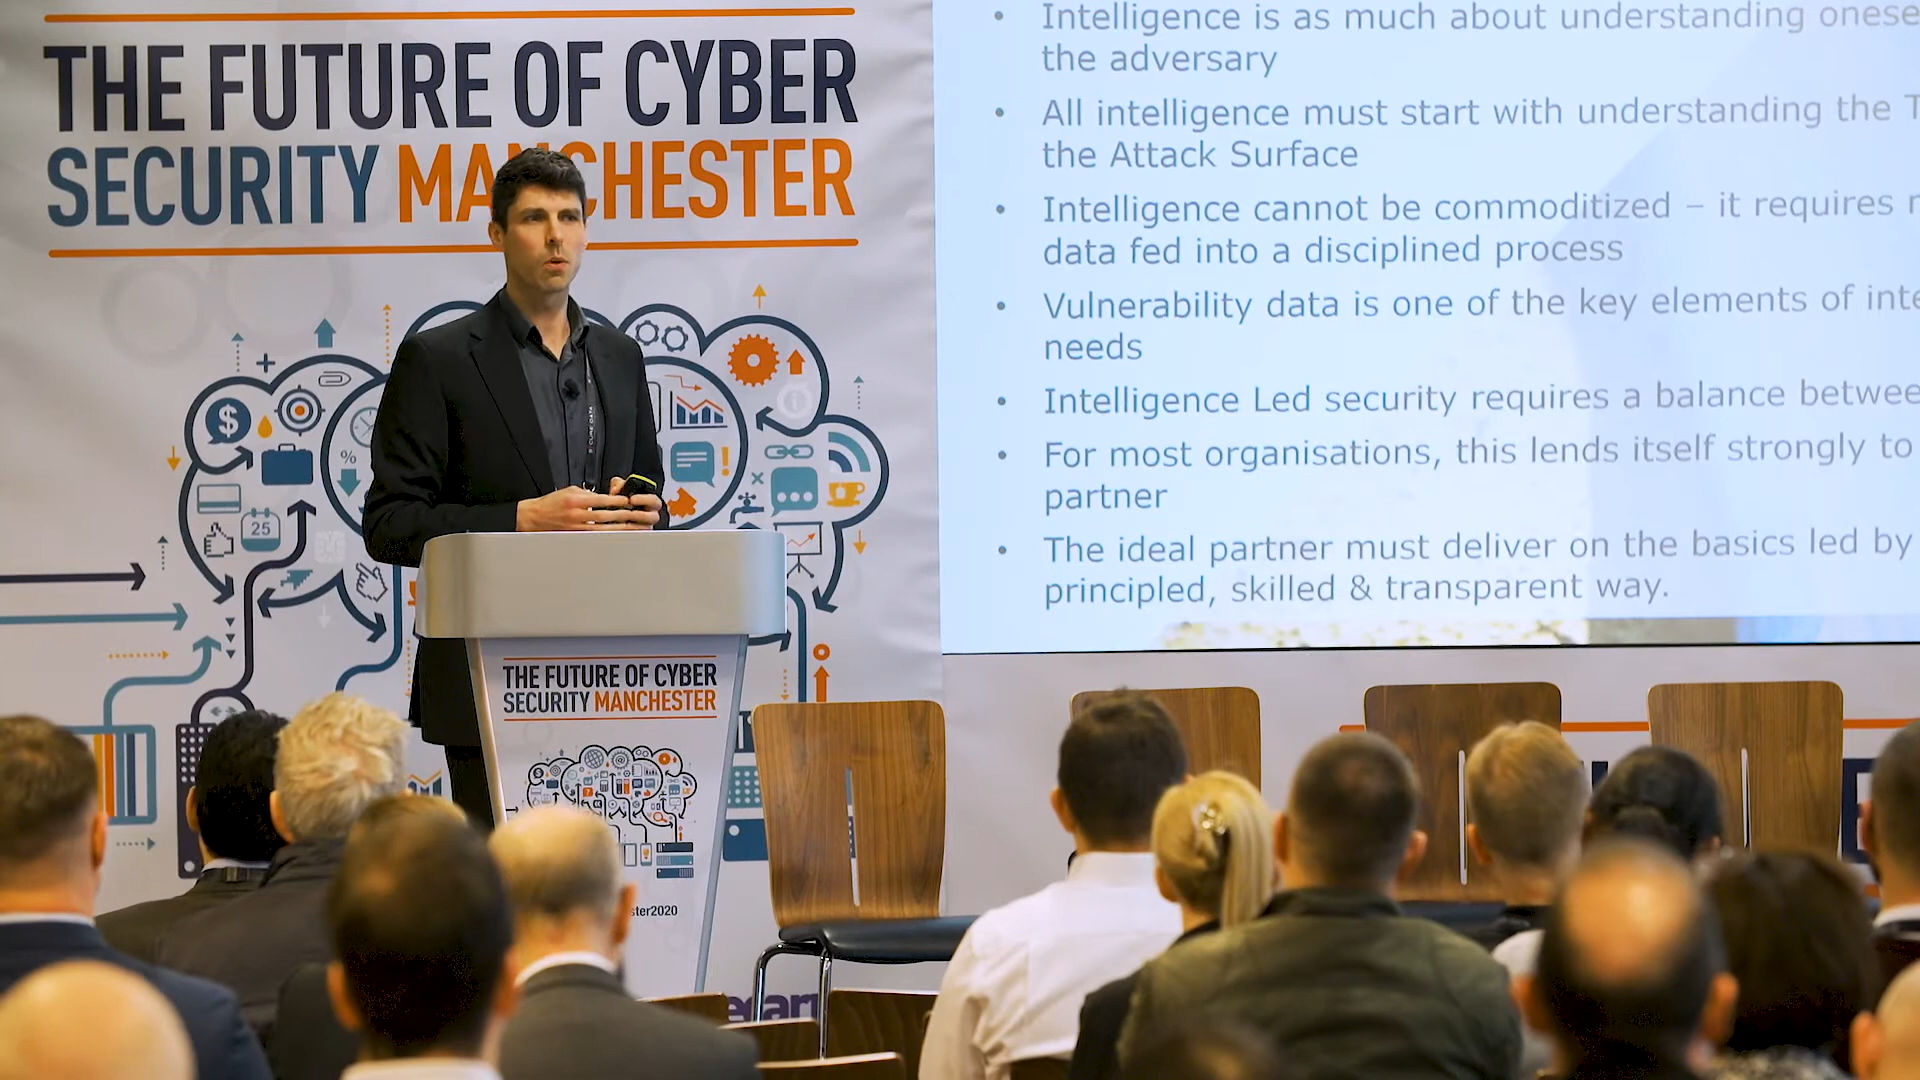 THE FUTURE OF CYBER
SECURITY MANCHESTER
Intelligence is as much about understanding
the adversary
All intelligence must start with understanding the
the Attack Surface
Intelligence cannot be commoditized – it requires
data fed into a disciplined process
Vulnerability data is one of the key elements of
needs
Intelligence Led security requires a balance
For most organisations, this lends itself strongly to
partner
The ideal partner must deliver on the basics led by
principled, skilled & transparent way.
$
%
25
THE FUTURE OF CYBER
SECURITY MANCHESTER
ster2020